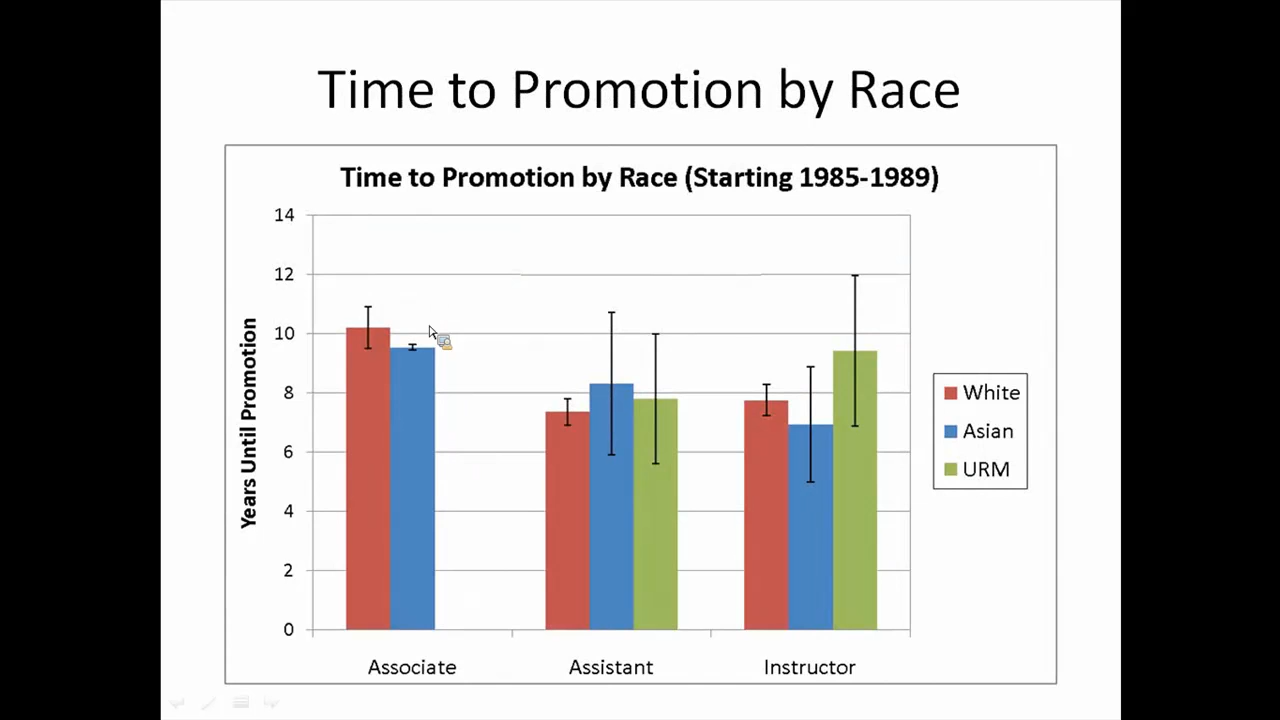 Time to Promotion by Race
Time to Promotion by Race (Starting 1985-1989)
Years Until Promotion
14
12
10
8
6
4
2
0
Associate
Assistant
Instructor
White
Asian
URM